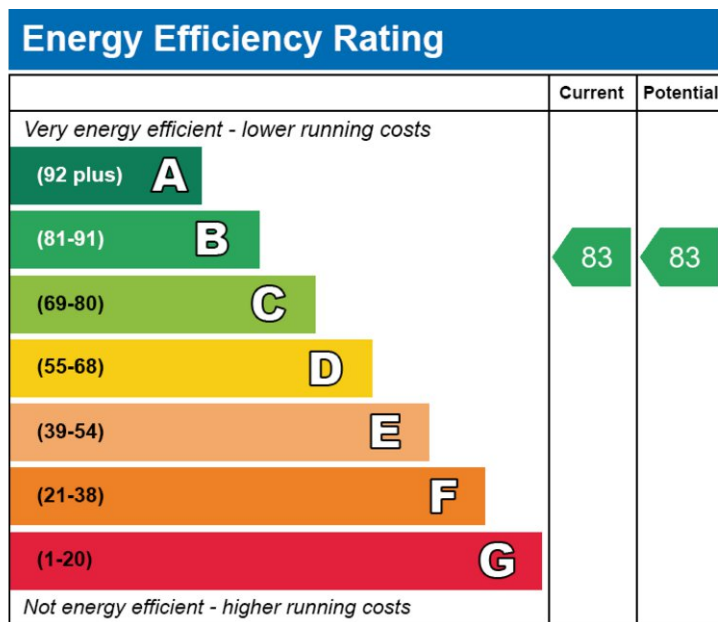 Energy Efficiency Rating
Current Potential
Very energy efficient - lower running costs
(92 plus) A
(81-91) B
83 83
(69-80) C
(55-68) D
(39-54) E
(21-38) F
(1-20) G
Not energy efficient - higher running costs